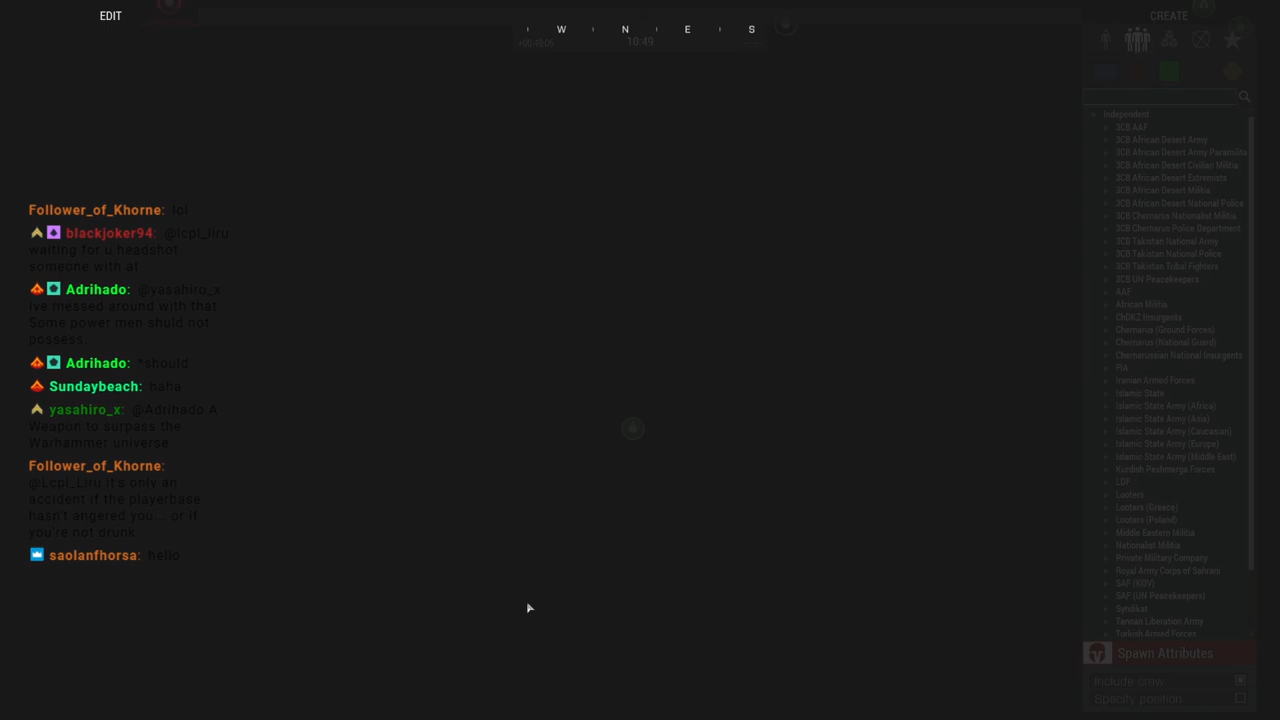 EDIT
CREATE
W N E S
+00:49:06 10:49
Independent
3CB AAF
3CB African Desert Army
3CB African Desert Army Paramilita
3CB African Desert Civilian Militia
3CB African Desert Extremists
3CB African Desert Militia
3CB African Desert National Police
3CB Chernarus Nationalist Militia
3CB Chernarus Police Department
3CB Takistan National Army
3CB Takistan National Police
3CB Takistan Tribal Fighters
3CB UN Peacekeepers
AAF
African Militia
ChDKZ Insurgents
Chernarus (Ground Forces)
Chernarus (National Guard)
Chernarussian National Insurgents
FIA
Iranian Armed Forces
Islamic State
Islamic State Army (Africa)
Islamic State Army (Asia)
Islamic State Army (Caucasian)
Islamic State Army (Europe)
Islamic State Army (Middle East)
Kurdish Peshmerga Forces
LDF
Looters
Looters (Greece)
Looters (Poland)
Middle Eastern Militia
Nationalist Militia
Private Military Company
Royal Army Corps of Sahrani
SAF (KOV)
SAF (UN Peacekeepers)
Syndikat
Tanoan Liberation Army
Turkish Armed Forces
Spawn Attributes
Include crew
Specify position
Follower_of_Khorne: lol
blackjoker94: @lcpl_liru
waiting for u headshot
someone with at
Adrihado: @yasahiro_x
Ive messed around with that
Some power men shuld not
possess.
Adrihado: *should
Sundaybeach: haha
yasahiro_x: @Adrihado A
Weapon to surpass the
Warhammer universe
Follower_of_Khorne:
@Lcpl_Liru it's only an
accident if the playerbase
hasn't angered you... or if
you're not drunk
saolanfhorsa: hello